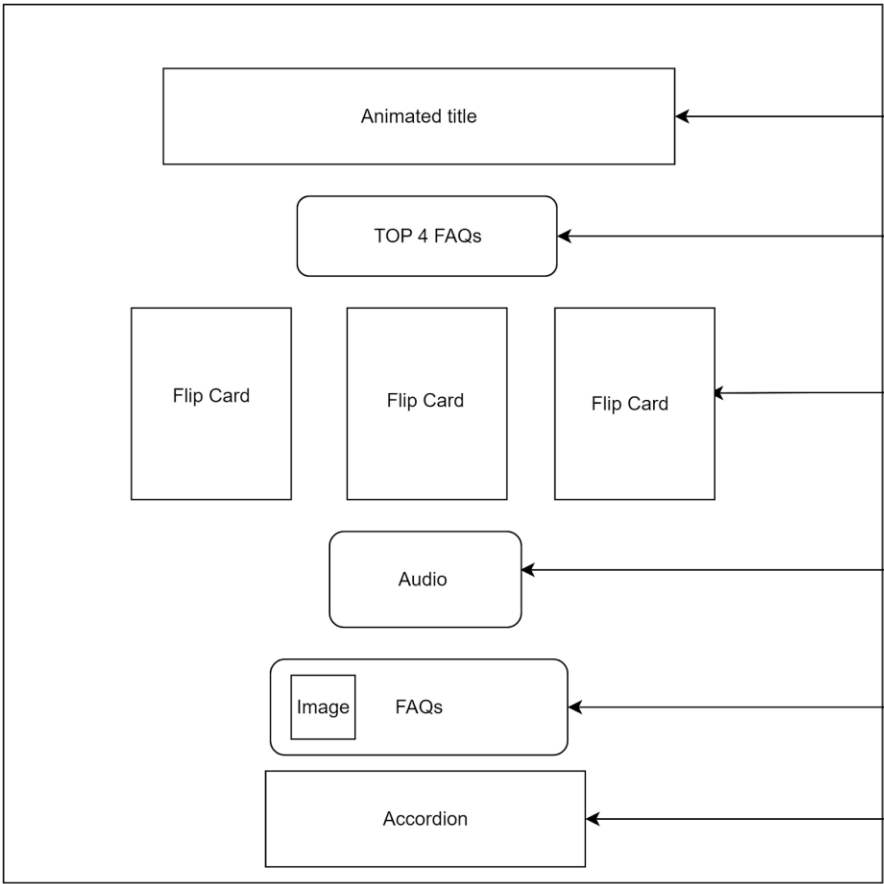 Animated title
TOP 4 FAQs
Flip Card
Flip Card
Flip Card
Audio
Image
FAQs
Accordion